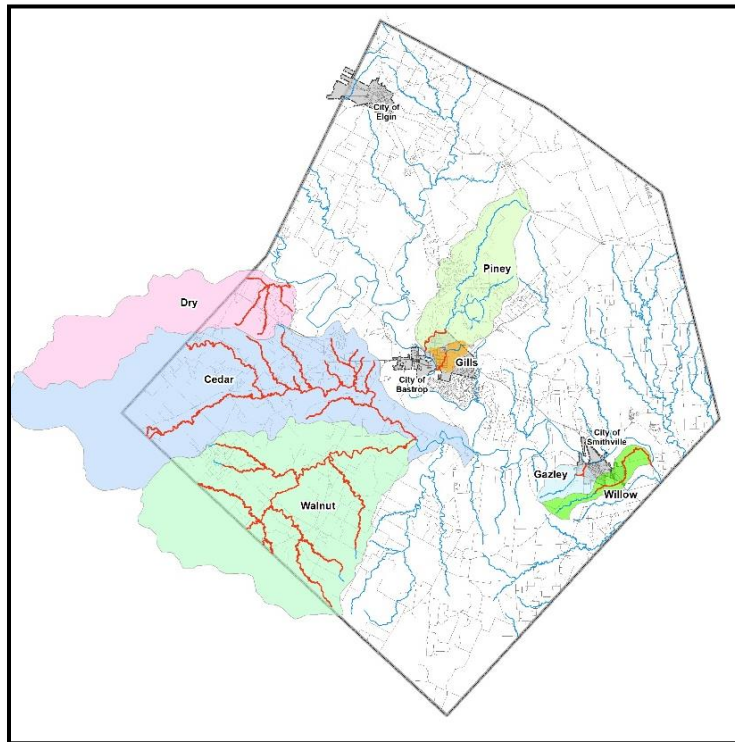 City of
Elgin
Piney
Dry
Gills
Cedar
City of
Bastrop
City of
Smithville
Gazley
Willow
Walnut